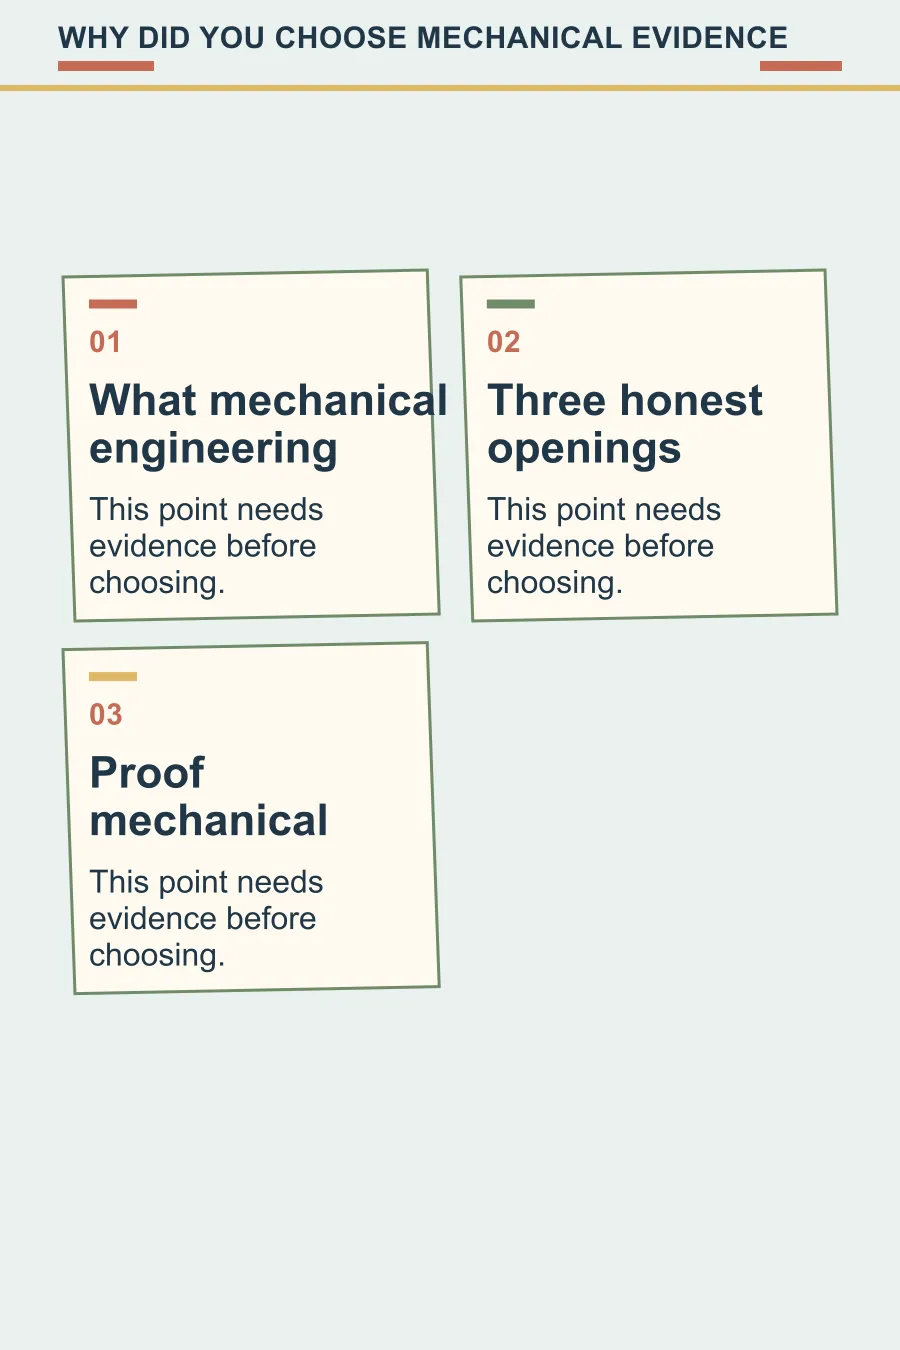 WHY DID YOU CHOOSE MECHANICAL EVIDENCE
01
What mechanical
engineering
This point needs
evidence before
choosing.
02
Three honest
openings
This point needs
evidence before
choosing.
03
Proof
mechanical
This point needs
evidence before
choosing.